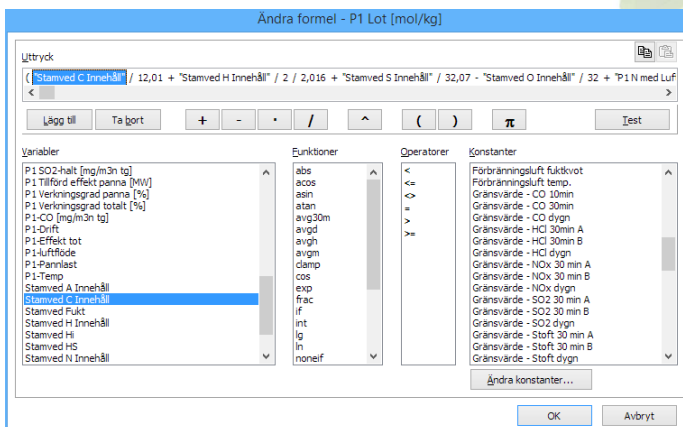 Ändra formel - P1 Lot [mol/kg]
Uttryck
( "Stamved C Innehåll" / 12,01 + "Stamved H Innehåll" / 2 / 2,016 + "Stamved S Innehåll" / 32,07 - "Stamved O Innehåll" / 32 + "P1 N med Luf
Lägg till Ta bort + - · / ^ ( ) π Test
Variabler
P1 SO2-halt [mg/m3n tg]
P1 Tillförd effekt panna [MW]
P1 Verkningsgrad panna [%]
P1 Verkningsgrad totalt [%]
P1-CO [mg/m3n tg]
P1-Drift
P1-Effekt tot
P1-luftflöde
P1-Pannlast
P1-Temp
Stamved A Innehåll
Stamved C Innehåll
Stamved Fukt
Stamved H Innehåll
Stamved Hi
Stamved HS
Stamved N Innehåll
Funktioner
abs
acos
asin
atan
avg30m
avgd
avgh
avgm
clamp
cos
exp
frac
if
int
lg
ln
noneif
Operatorer
<
<=
<>
=
>
>=
Konstanter
Förbränningsluft fuktkvot
Förbränningsluft temp.
Gränsvärde - CO 10min
Gränsvärde - CO 30min
Gränsvärde - CO dygn
Gränsvärde - HCl 30min A
Gränsvärde - HCl 30min B
Gränsvärde - HCl dygn
Gränsvärde - NOx 30 min A
Gränsvärde - NOx 30 min B
Gränsvärde - NOx dygn
Gränsvärde - SO2 30 min A
Gränsvärde - SO2 30 min B
Gränsvärde - SO2 dygn
Gränsvärde - Stoft 30 min A
Gränsvärde - Stoft 30 min B
Gränsvärde - Stoft dygn
Ändra konstanter...
OK Avbryt